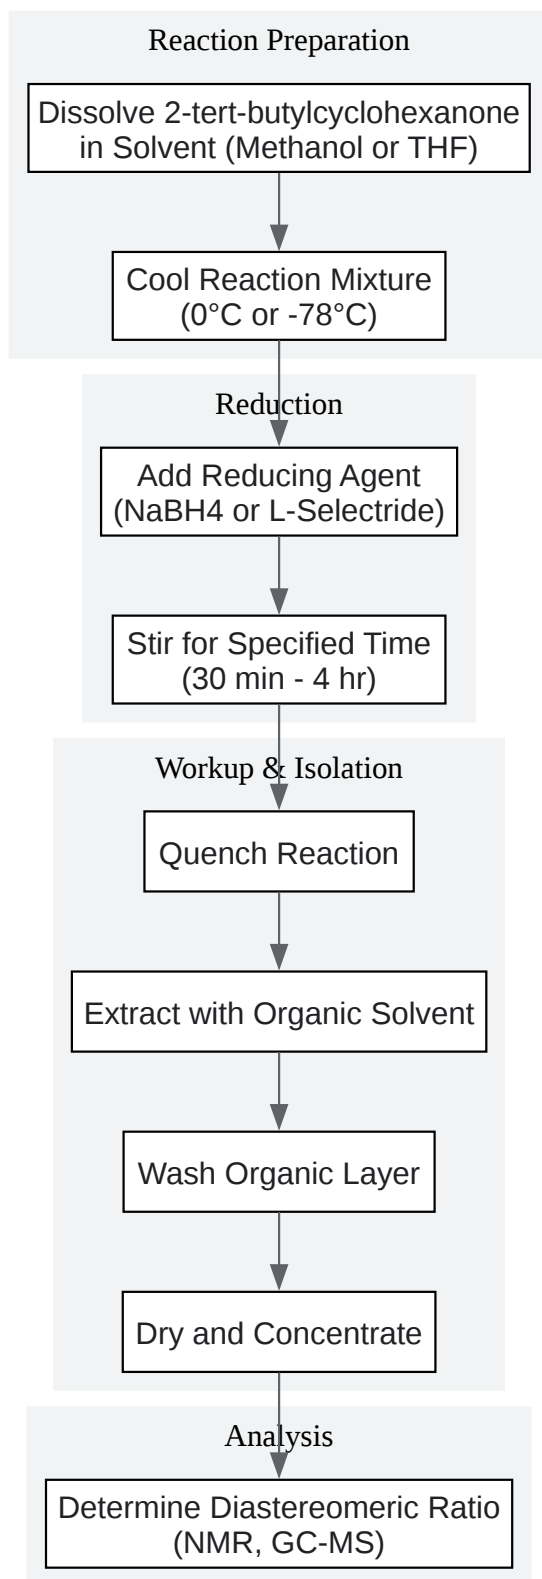 Reaction Preparation
Dissolve 2-tert-butylcyclohexanone
in Solvent (Methanol or THF)
Cool Reaction Mixture
(0°C or -78°C)
Reduction
Add Reducing Agent
(NaBH4 or L-Selectride)
Stir for Specified Time
(30 min - 4 hr)
Workup & Isolation
Quench Reaction
Extract with Organic Solvent
Wash Organic Layer
Dry and Concentrate
Analysis
Determine Diastereomeric Ratio
(NMR, GC-MS)